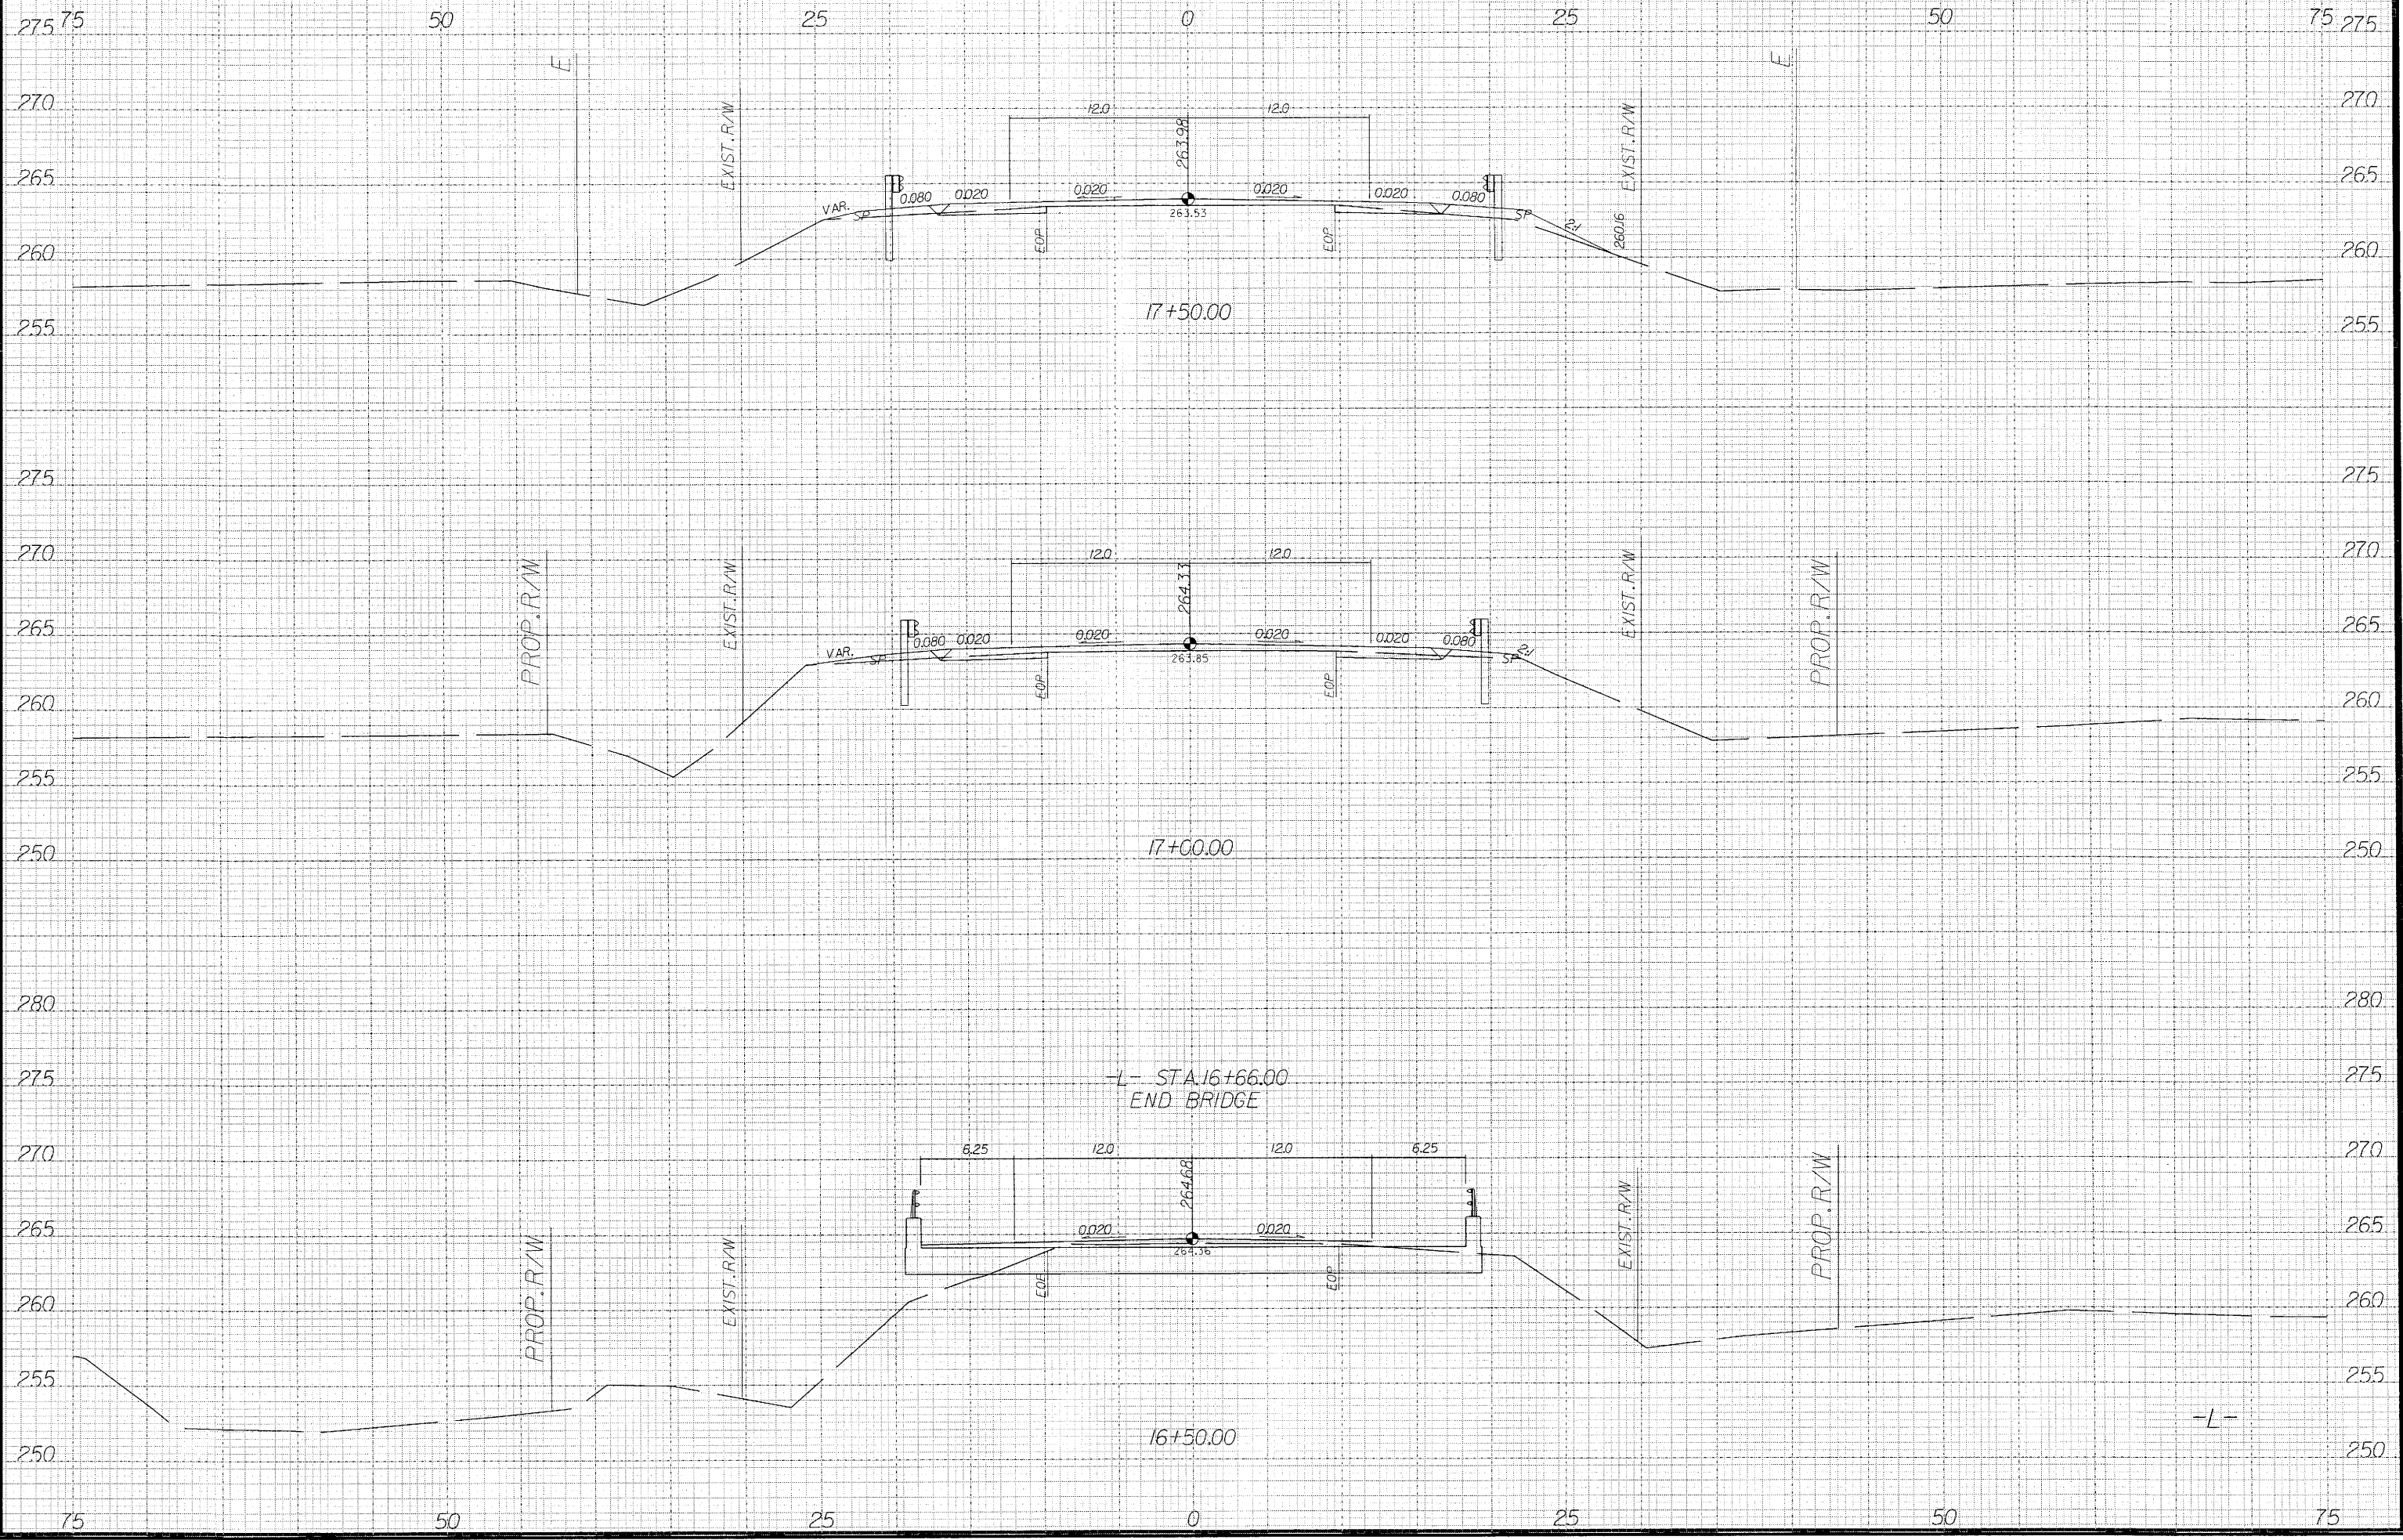 75 50 25 0 25 50 75
275 275
E E
270 270
EXIST. R/W EXIST. R/W
12.0 12.0
263.98
265 265
VAR. SP 0.080 0.020 0.020 0.020 0.020 0.080 SP 2:1
263.53
260.16
EOP EOP
260 260
17+50.00
255 255
275 275
270 270
PROP. R/W EXIST. R/W EXIST. R/W PROP. R/W
12.0 12.0
264.33
265 265
VAR. SP 0.080 0.020 0.020 0.020 0.020 0.080 SP 2:1
263.85
EOP EOP
260 260
255 255
17+00.00
250 250
280 280
-L- STA.16+66.00
275 275
END BRIDGE
270 270
6.25 12.0 12.0 6.25
264.68
PROP. R/W EXIST. R/W EXIST. R/W PROP. R/W
265 265
0.020 0.020
264.36
EOP EOP
260 260
255 255
-L-
16+50.00
250 250
75 50 25 0 25 50 75